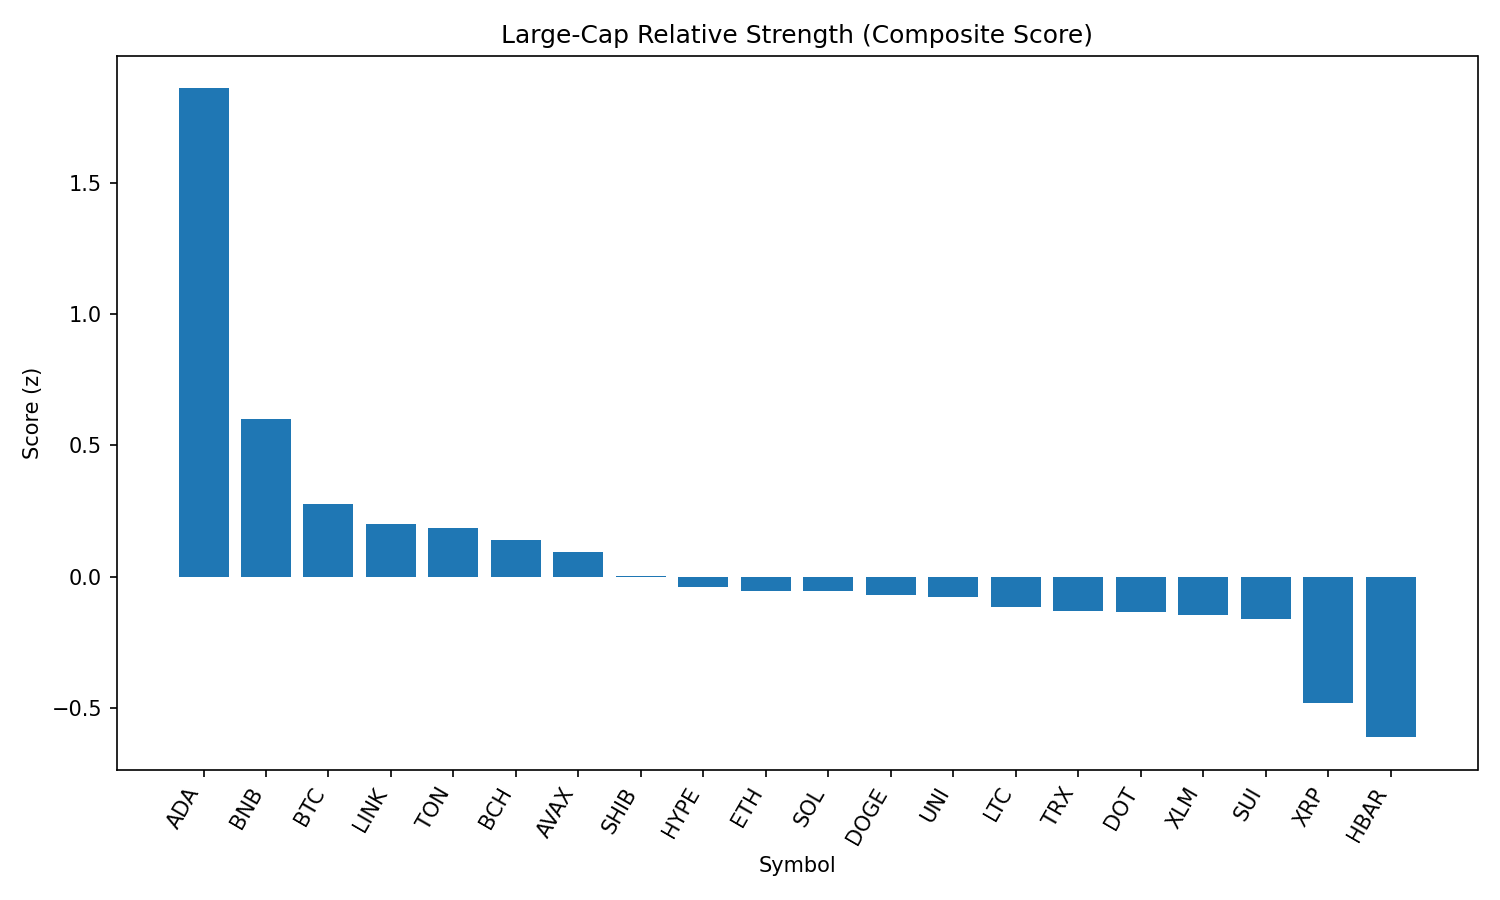 Large-Cap Relative Strength (Composite Score)
Score (z)
1.5
1.0
0.5
0.0
−0.5
ADA BNB BTC LINK TON BCH AVAX SHIB HYPE ETH SOL DOGE UNI LTC TRX DOT XLM SUI XRP HBAR
Symbol